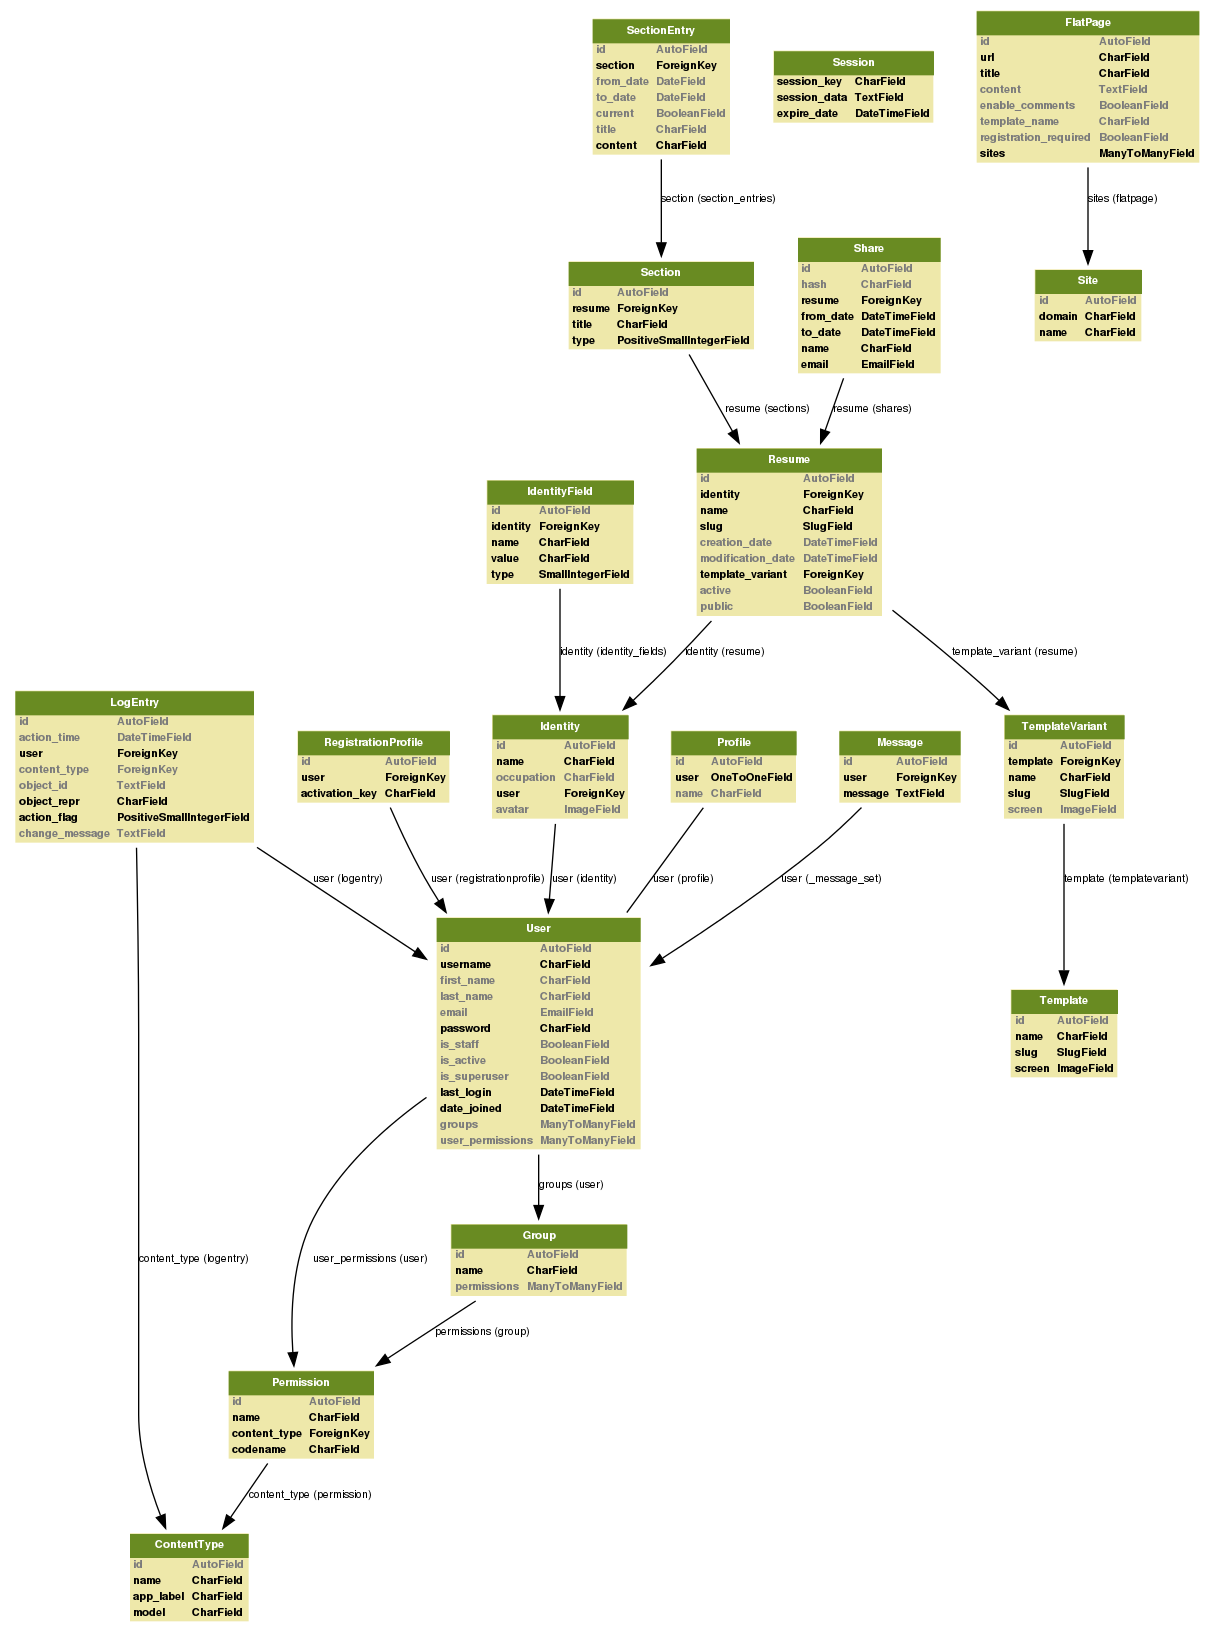 SectionEntry
id AutoField
section ForeignKey
from_date DateField
to_date DateField
current BooleanField
title CharField
content CharField
Session
session_key CharField
session_data TextField
expire_date DateTimeField
FlatPage
id AutoField
url CharField
title CharField
content TextField
enable_comments BooleanField
template_name CharField
registration_required BooleanField
sites ManyToManyField
section (section_entries)
sites (flatpage)
Section
id AutoField
resume ForeignKey
title CharField
type PositiveSmallIntegerField
Share
id AutoField
hash CharField
resume ForeignKey
from_date DateTimeField
to_date DateTimeField
name CharField
email EmailField
Site
id AutoField
domain CharField
name CharField
resume (sections)
resume (shares)
IdentityField
id AutoField
identity ForeignKey
name CharField
value CharField
type SmallIntegerField
Resume
id AutoField
identity ForeignKey
name CharField
slug SlugField
creation_date DateTimeField
modification_date DateTimeField
template_variant ForeignKey
active BooleanField
public BooleanField
identity (identity_fields)
identity (resume)
template_variant (resume)
LogEntry
id AutoField
action_time DateTimeField
user ForeignKey
content_type ForeignKey
object_id TextField
object_repr CharField
action_flag PositiveSmallIntegerField
change_message TextField
RegistrationProfile
id AutoField
user ForeignKey
activation_key CharField
Identity
id AutoField
name CharField
occupation CharField
user ForeignKey
avatar ImageField
Profile
id AutoField
user OneToOneField
name CharField
Message
id AutoField
user ForeignKey
message TextField
TemplateVariant
id AutoField
template ForeignKey
name CharField
slug SlugField
screen ImageField
user (logentry)
user (registrationprofile)
user (identity)
user (profile)
user (_message_set)
template (templatevariant)
User
id AutoField
username CharField
first_name CharField
last_name CharField
email EmailField
password CharField
is_staff BooleanField
is_active BooleanField
is_superuser BooleanField
last_login DateTimeField
date_joined DateTimeField
groups ManyToManyField
user_permissions ManyToManyField
Template
id AutoField
name CharField
slug SlugField
screen ImageField
groups (user)
content_type (logentry)
user_permissions (user)
Group
id AutoField
name CharField
permissions ManyToManyField
permissions (group)
Permission
id AutoField
name CharField
content_type ForeignKey
codename CharField
content_type (permission)
ContentType
id AutoField
name CharField
app_label CharField
model CharField